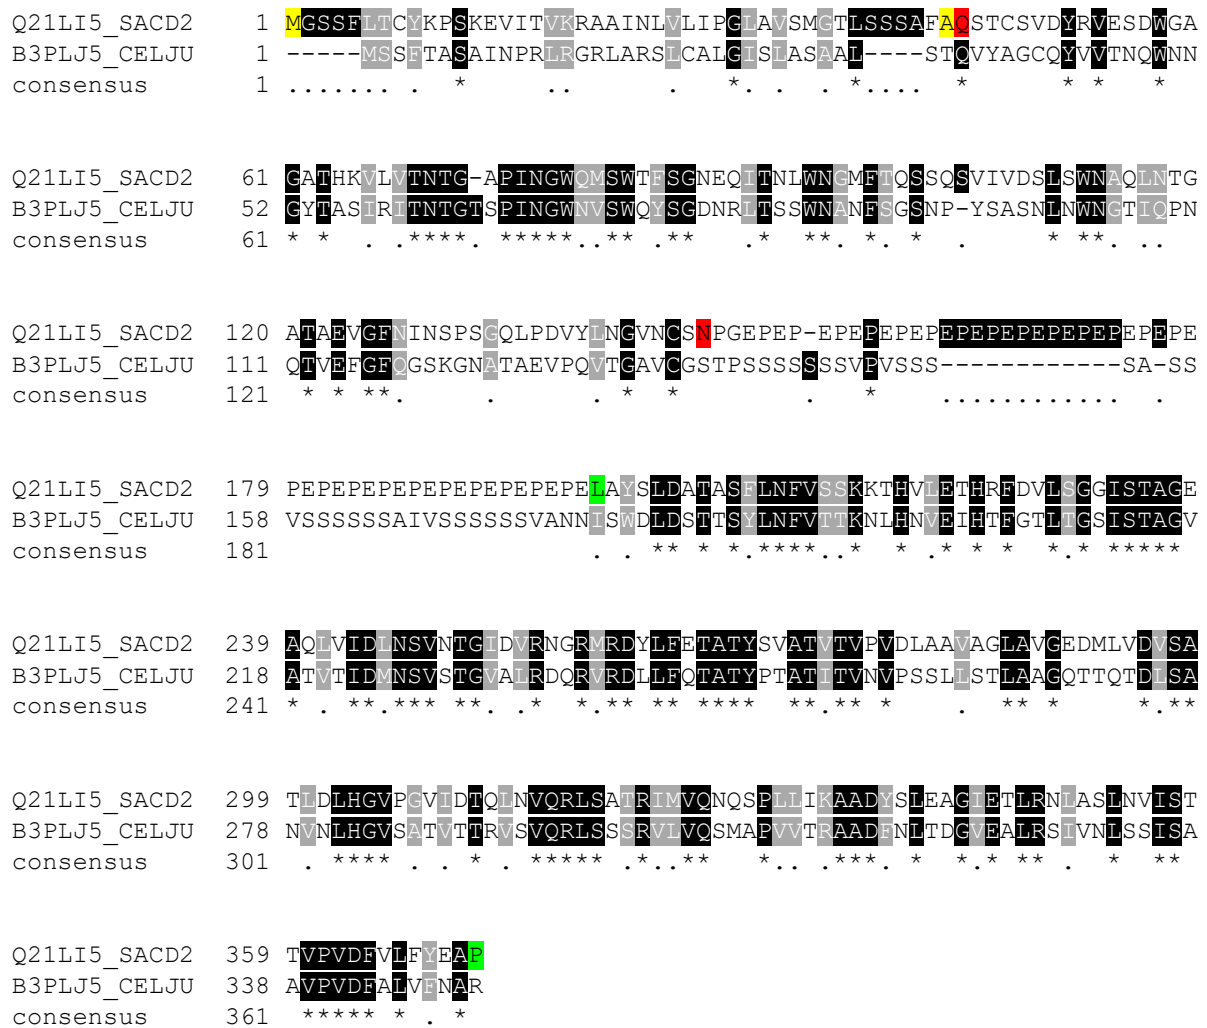 Q21LI5_SACD2 1 MGSSFLTCYKPSKEVITVKRAAINLVLIPGLAVSMGTLSSSAFAQSTCSVDYRVESDWGA
B3PLJ5_CELJU 1 -----MSSFTASAINPRLRGRLARSLCALGISLASAAL----STQVYAGCQYVVTNQWNN
consensus 1 ....... .  *     ..      .   *. .  . *....  *      * *   *
Q21LI5_SACD2 61 GATHKVLVTNTG-APINGWQMSWTFSGNEQITNLWNGMFTQSSQSVIVDSLSWNAQLNTG
B3PLJ5_CELJU 52 GYTASIRITNTGTSPINGWNVSWQYSGDNRLTSSWNANFSGSNP-YSASNLNWNGTIQPN
consensus 61 * *  . .****. *****..** .**   .* **. *. *  .     * **. ..
Q21LI5_SACD2 120 ATAEVGFNINSPSGQLPDVYLNGVNCSNPGEPEP-EPEPEPEPEPEPEPEPEPEPEPEPE
B3PLJ5_CELJU 111 QTVEFGFQGSKGNATAEVPQVTGAVCGSTPSSSSSSSVPVSSS------------SA-SS
consensus 121 * * **.     .      . *  *        .   *    ............  .
Q21LI5_SACD2 179 PEPEPEPEPEPEPEPEPEPELAYSLDATASFLNFVSSKKTHVLETHRFDVLSGGISTAGE
B3PLJ5_CELJU 158 VSSSSSSAIVSSSSSSVANNISWDLDSTTSYLNFVTTKNLHNVEIHTFGTLTGSISTAGV
consensus 181 . . ** * *.****..*  * .* * *  *.* *****
Q21LI5_SACD2 239 AQLVIDLNSVNTGIDVRNGRMRDYLFETATYSVATVTVPVDLAAVAGLAVGEDMLVDVSA
B3PLJ5_CELJU 218 ATVTIDMNSVSTGVALRDQRVRDLLFQTATYPTATITVNVPSSLLSTLAAGQTTQTDLSA
consensus 241 * . **.*** **. .*  *.** ****  **.** *    .  ** *     *.**
Q21LI5_SACD2 299 TLDLHGVPGVIDTQLNVQRLSATRIMVQNQSPLLIKAADYSLEAGIETLRNLASLNVIST
B3PLJ5_CELJU 278 NVNLHGVSATVTTRVSVQRLSSSRVLVQSMAPVVTRAADFNLTDGVEALRSIVNLSSISA
consensus 301 . ****  . . *  . *****  .*..**   *.. .***. *  *.* ** .  *  **
Q21LI5_SACD2 359 TVPVDFVLFYEAP
B3PLJ5_CELJU 338 AVPVDFALVFNAR
consensus 361 ***** *  . *